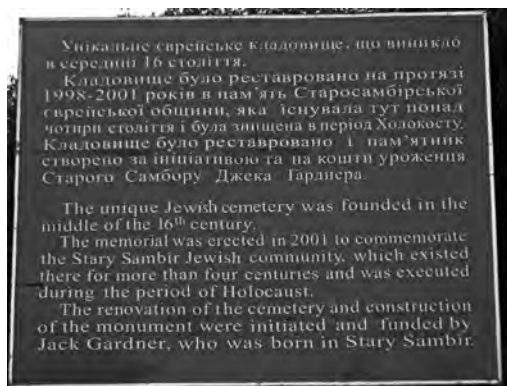 Унікальне єврейське кладовище, що виникло
в середині 16 століття.
Кладовище було реставровано на протязі
1998-2001 років в пам'ять Старосамбірської
єврейської общини, яка існувала тут понад
чотири століття і була знищена в період Холокосту.
Кладовище було реставровано і пам'ятник
створено за ініціативою та на кошти уродження
Старого Самбору Джека Гарднера.
The unique Jewish cemetery was founded in the
middle of the 16th century.
The memorial was erected in 2001 to commemorate
the Stary Sambir Jewish community, which existed
there for more than four centuries and was executed
during the period of Holocaust.
The renovation of the cemetery and construction
of the monument were initiated and funded by
Jack Gardner, who was born in Stary Sambir.